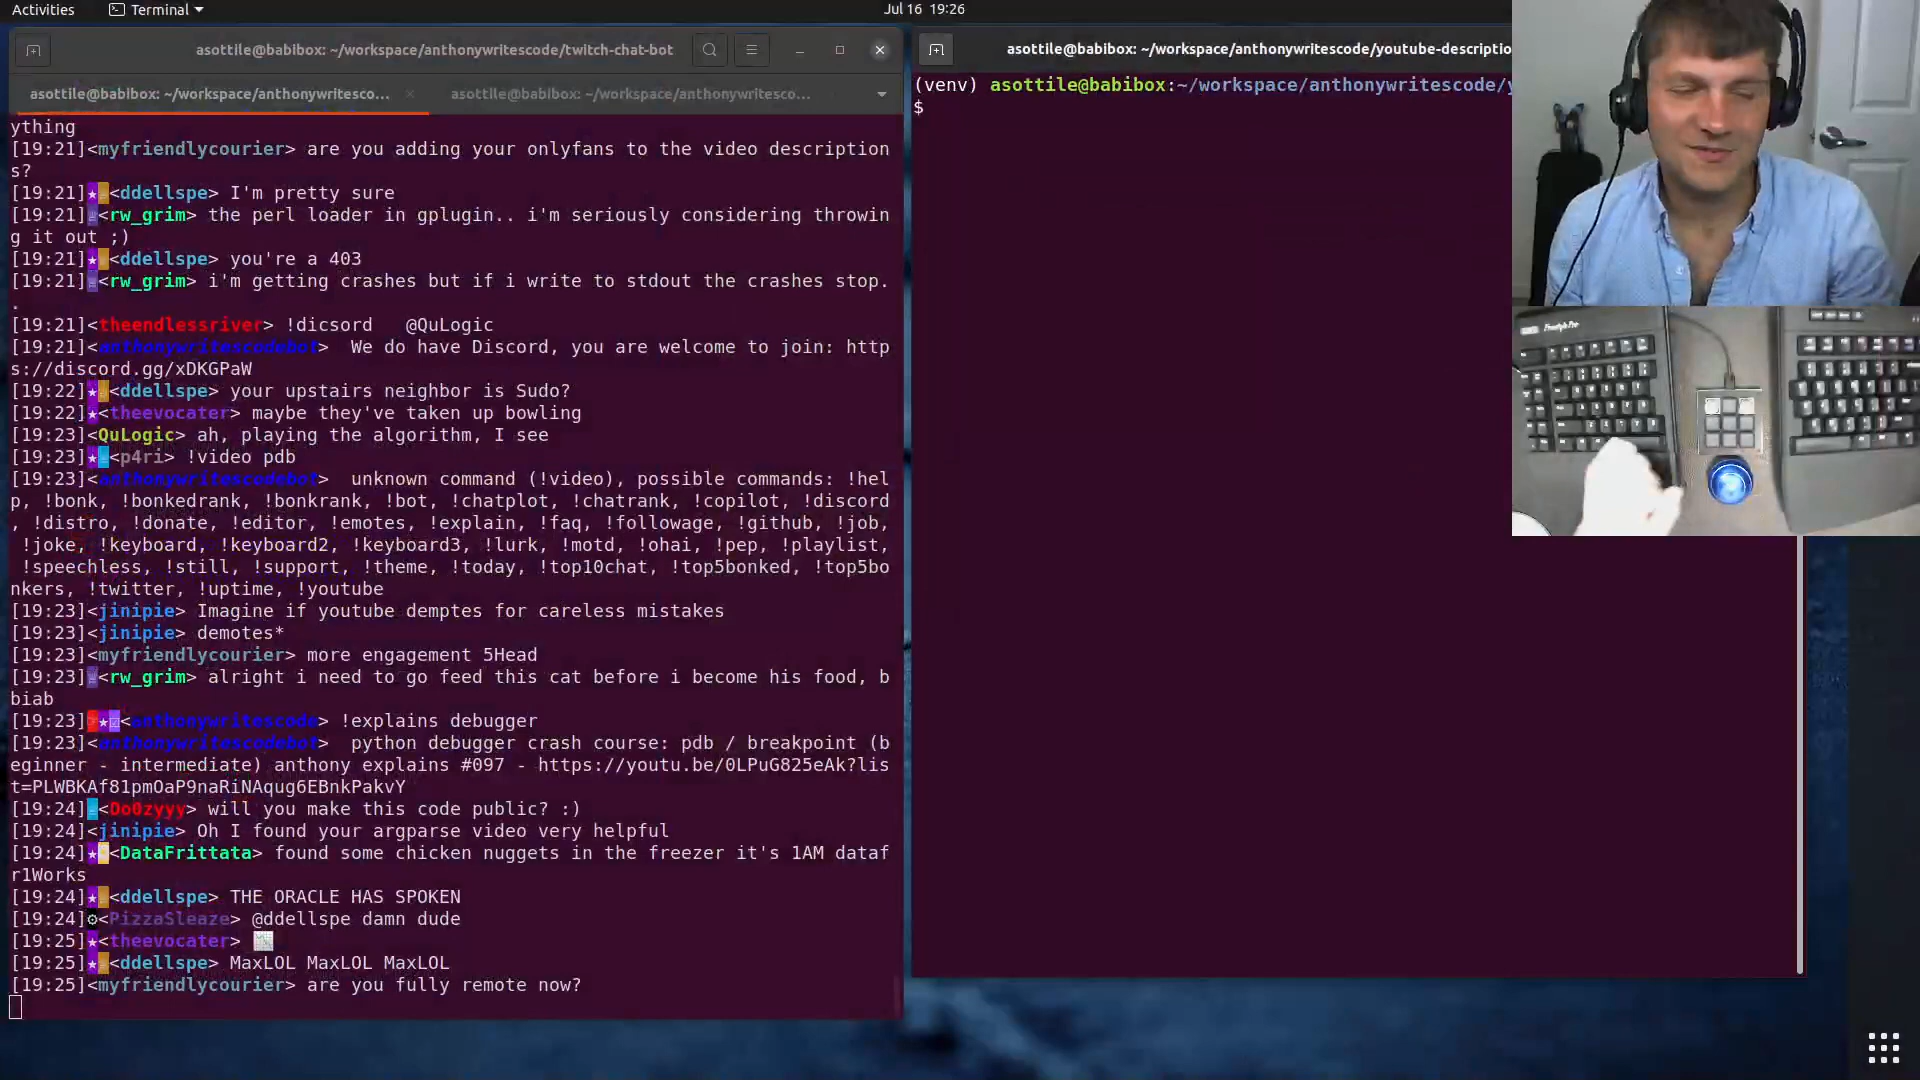 Activities
Terminal
Jul 16 19:26
asottile@babibox: ~/workspace/anthonywritescode/twitch-chat-bot
asottile@babibox: ~/workspace/anthonywritescode/youtube-descriptio
asottile@babibox: ~/workspace/anthonywritesco...
asottile@babibox: ~/workspace/anthonywritesco...
(venv) asottile@babibox:~/workspace/anthonywritescode/y
$
ything
[19:21]<myfriendlycourier> are you adding your onlyfans to the video description
s?
[19:21]<ddellspe> I'm pretty sure
[19:21]<rw_grim> the perl loader in gplugin.. i'm seriously considering throwin
g it out ;)
[19:21]<ddellspe> you're a 403
[19:21]<rw_grim> i'm getting crashes but if i write to stdout the crashes stop.
.
[19:21]<theendlessriver> !dicsord   @QuLogic
[19:21]<anthonywritescodebot>  We do have Discord, you are welcome to join: http
s://discord.gg/xDKGPaW
[19:22]<ddellspe> your upstairs neighbor is Sudo?
[19:22]<theevocater> maybe they've taken up bowling
[19:23]<QuLogic> ah, playing the algorithm, I see
[19:23]<p4ri> !video pdb
[19:23]<anthonywritescodebot>  unknown command (!video), possible commands: !hel
p, !bonk, !bonkedrank, !bonkrank, !bot, !chatplot, !chatrank, !copilot, !discord
, !distro, !donate, !editor, !emotes, !explain, !faq, !followage, !github, !job,
!joke, !keyboard, !keyboard2, !keyboard3, !lurk, !motd, !ohai, !pep, !playlist,
!speechless, !still, !support, !theme, !today, !top10chat, !top5bonked, !top5bo
nkers, !twitter, !uptime, !youtube
[19:23]<jinipie> Imagine if youtube demptes for careless mistakes
[19:23]<jinipie> demotes*
[19:23]<myfriendlycourier> more engagement 5Head
[19:23]<rw_grim> alright i need to go feed this cat before i become his food, b
biab
[19:23]<anthonywritescode> !explains debugger
[19:23]<anthonywritescodebot>  python debugger crash course: pdb / breakpoint (b
eginner - intermediate) anthony explains #097 - https://youtu.be/0LPuG825eAk?lis
t=PLWBKAf81pmOaP9naRiNAqug6EBnkPakvY
[19:24]<Do0zyyy> will you make this code public? :)
[19:24]<jinipie> Oh I found your argparse video very helpful
[19:24]<DataFrittata> found some chicken nuggets in the freezer it's 1AM dataf
r1Works
[19:24]<ddellspe> THE ORACLE HAS SPOKEN
[19:24]<PizzaSleaze> @ddellspe damn dude
[19:25]<theevocater>
[19:25]<ddellspe> MaxLOL MaxLOL MaxLOL
[19:25]<myfriendlycourier> are you fully remote now?
Freestyle Pro